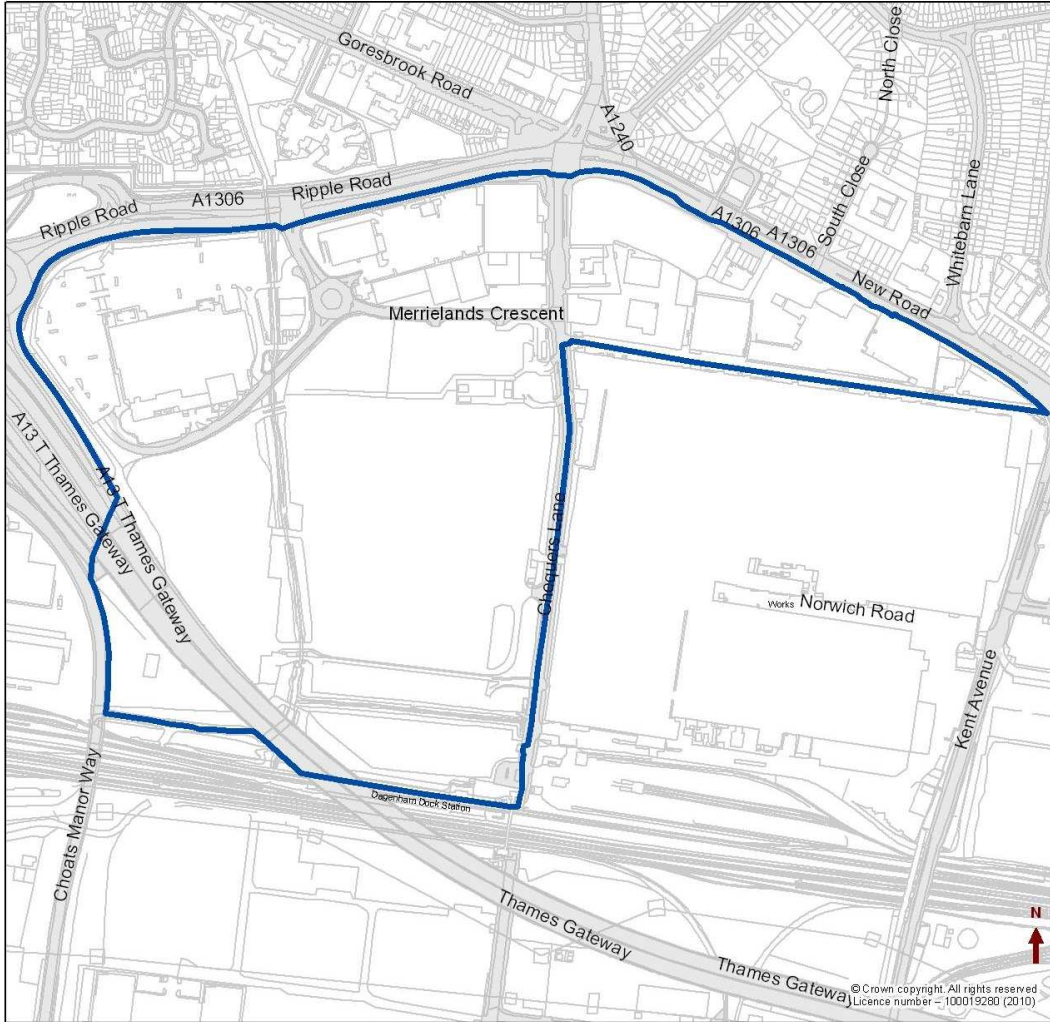 Goresbrook Road
North Close
A1240
South Close
Whitebarn Lane
Ripple Road
A1306
Ripple Road
A1306
A1306
New Road
Merrielands Crescent
A13 T Thames Gateway
A13 T Thames Gateway
Chequers Lane
Works
Norwich Road
Kent Avenue
Choats Manor Way
Dagenham Dock Station
Thames Gateway
Thames Gateway
N
© Crown copyright. All rights reserved
Licence number – 100019280 (2010)